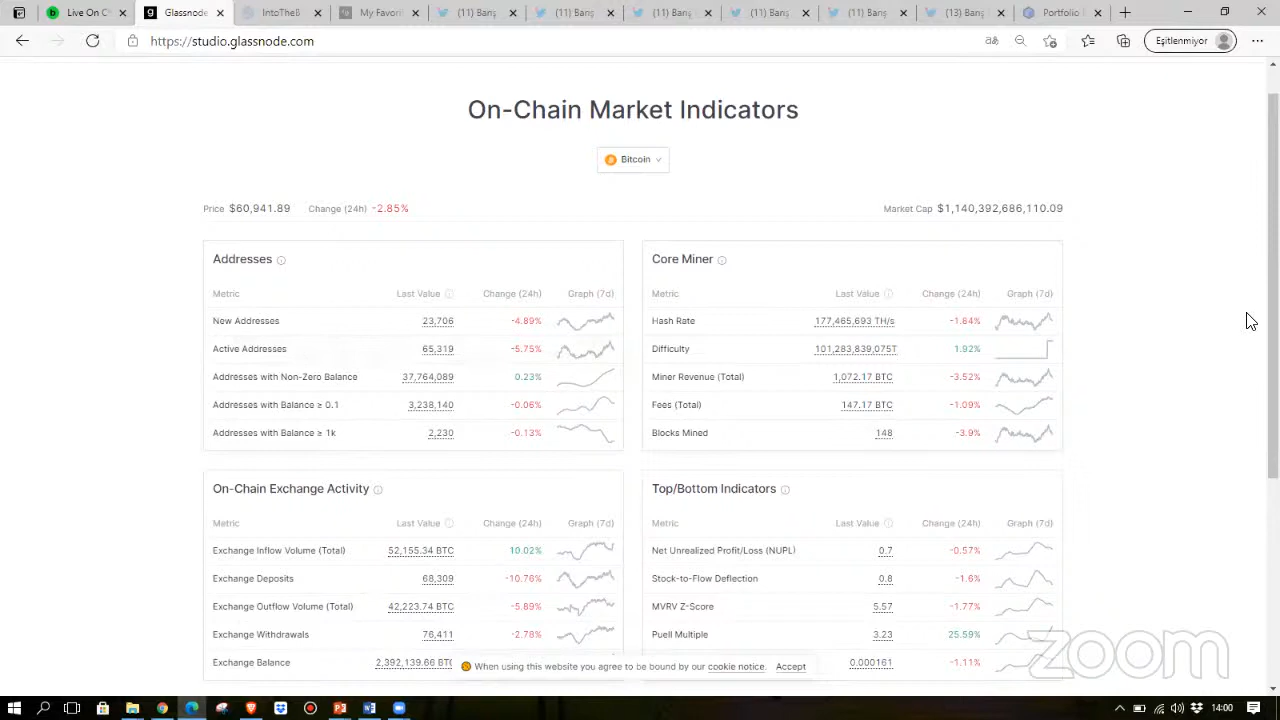 Live On C
Glassnode
IntoTheB
My Favori
(11) Barış
(11) Barış
(11) Barış
(11) Barış
(11) Barış
(13) Barış
Portfolio
https://studio.glassnode.com
Eşitlenmiyor
On-Chain Market Indicators
Bitcoin
Price $60,941.89 Change (24h) -2.85% Market Cap $1,140,392,686,110.09
Addresses
Metric Last Value Change (24h) Graph (7d)
New Addresses 23,706 -4.89%
Active Addresses 65,319 -5.75%
Addresses with Non-Zero Balance 37,764,089 0.23%
Addresses with Balance ≥ 0.1 3,238,140 -0.06%
Addresses with Balance ≥ 1k 2,230 -0.13%
Core Miner
Metric Last Value Change (24h) Graph (7d)
Hash Rate 177,465,693 TH/s -1.84%
Difficulty 101,283,839,075T 1.92%
Miner Revenue (Total) 1,072.17 BTC -3.52%
Fees (Total) 147.17 BTC -1.09%
Blocks Mined 148 -3.9%
On-Chain Exchange Activity
Metric Last Value Change (24h) Graph (7d)
Exchange Inflow Volume (Total) 52,155.34 BTC 10.02%
Exchange Deposits 68,309 -10.76%
Exchange Outflow Volume (Total) 42,223.74 BTC -5.89%
Exchange Withdrawals 76,411 -2.78%
Exchange Balance 2,392,139.66 BTC
Top/Bottom Indicators
Metric Last Value Change (24h) Graph (7d)
Net Unrealized Profit/Loss (NUPL) 0.7 -0.57%
Stock-to-Flow Deflection 0.8 -1.6%
MVRV Z-Score 5.57 -1.77%
Puell Multiple 3.23 25.59%
0.000161 -1.11%
When using this website you agree to be bound by our cookie notice. Accept
zoom
14:00